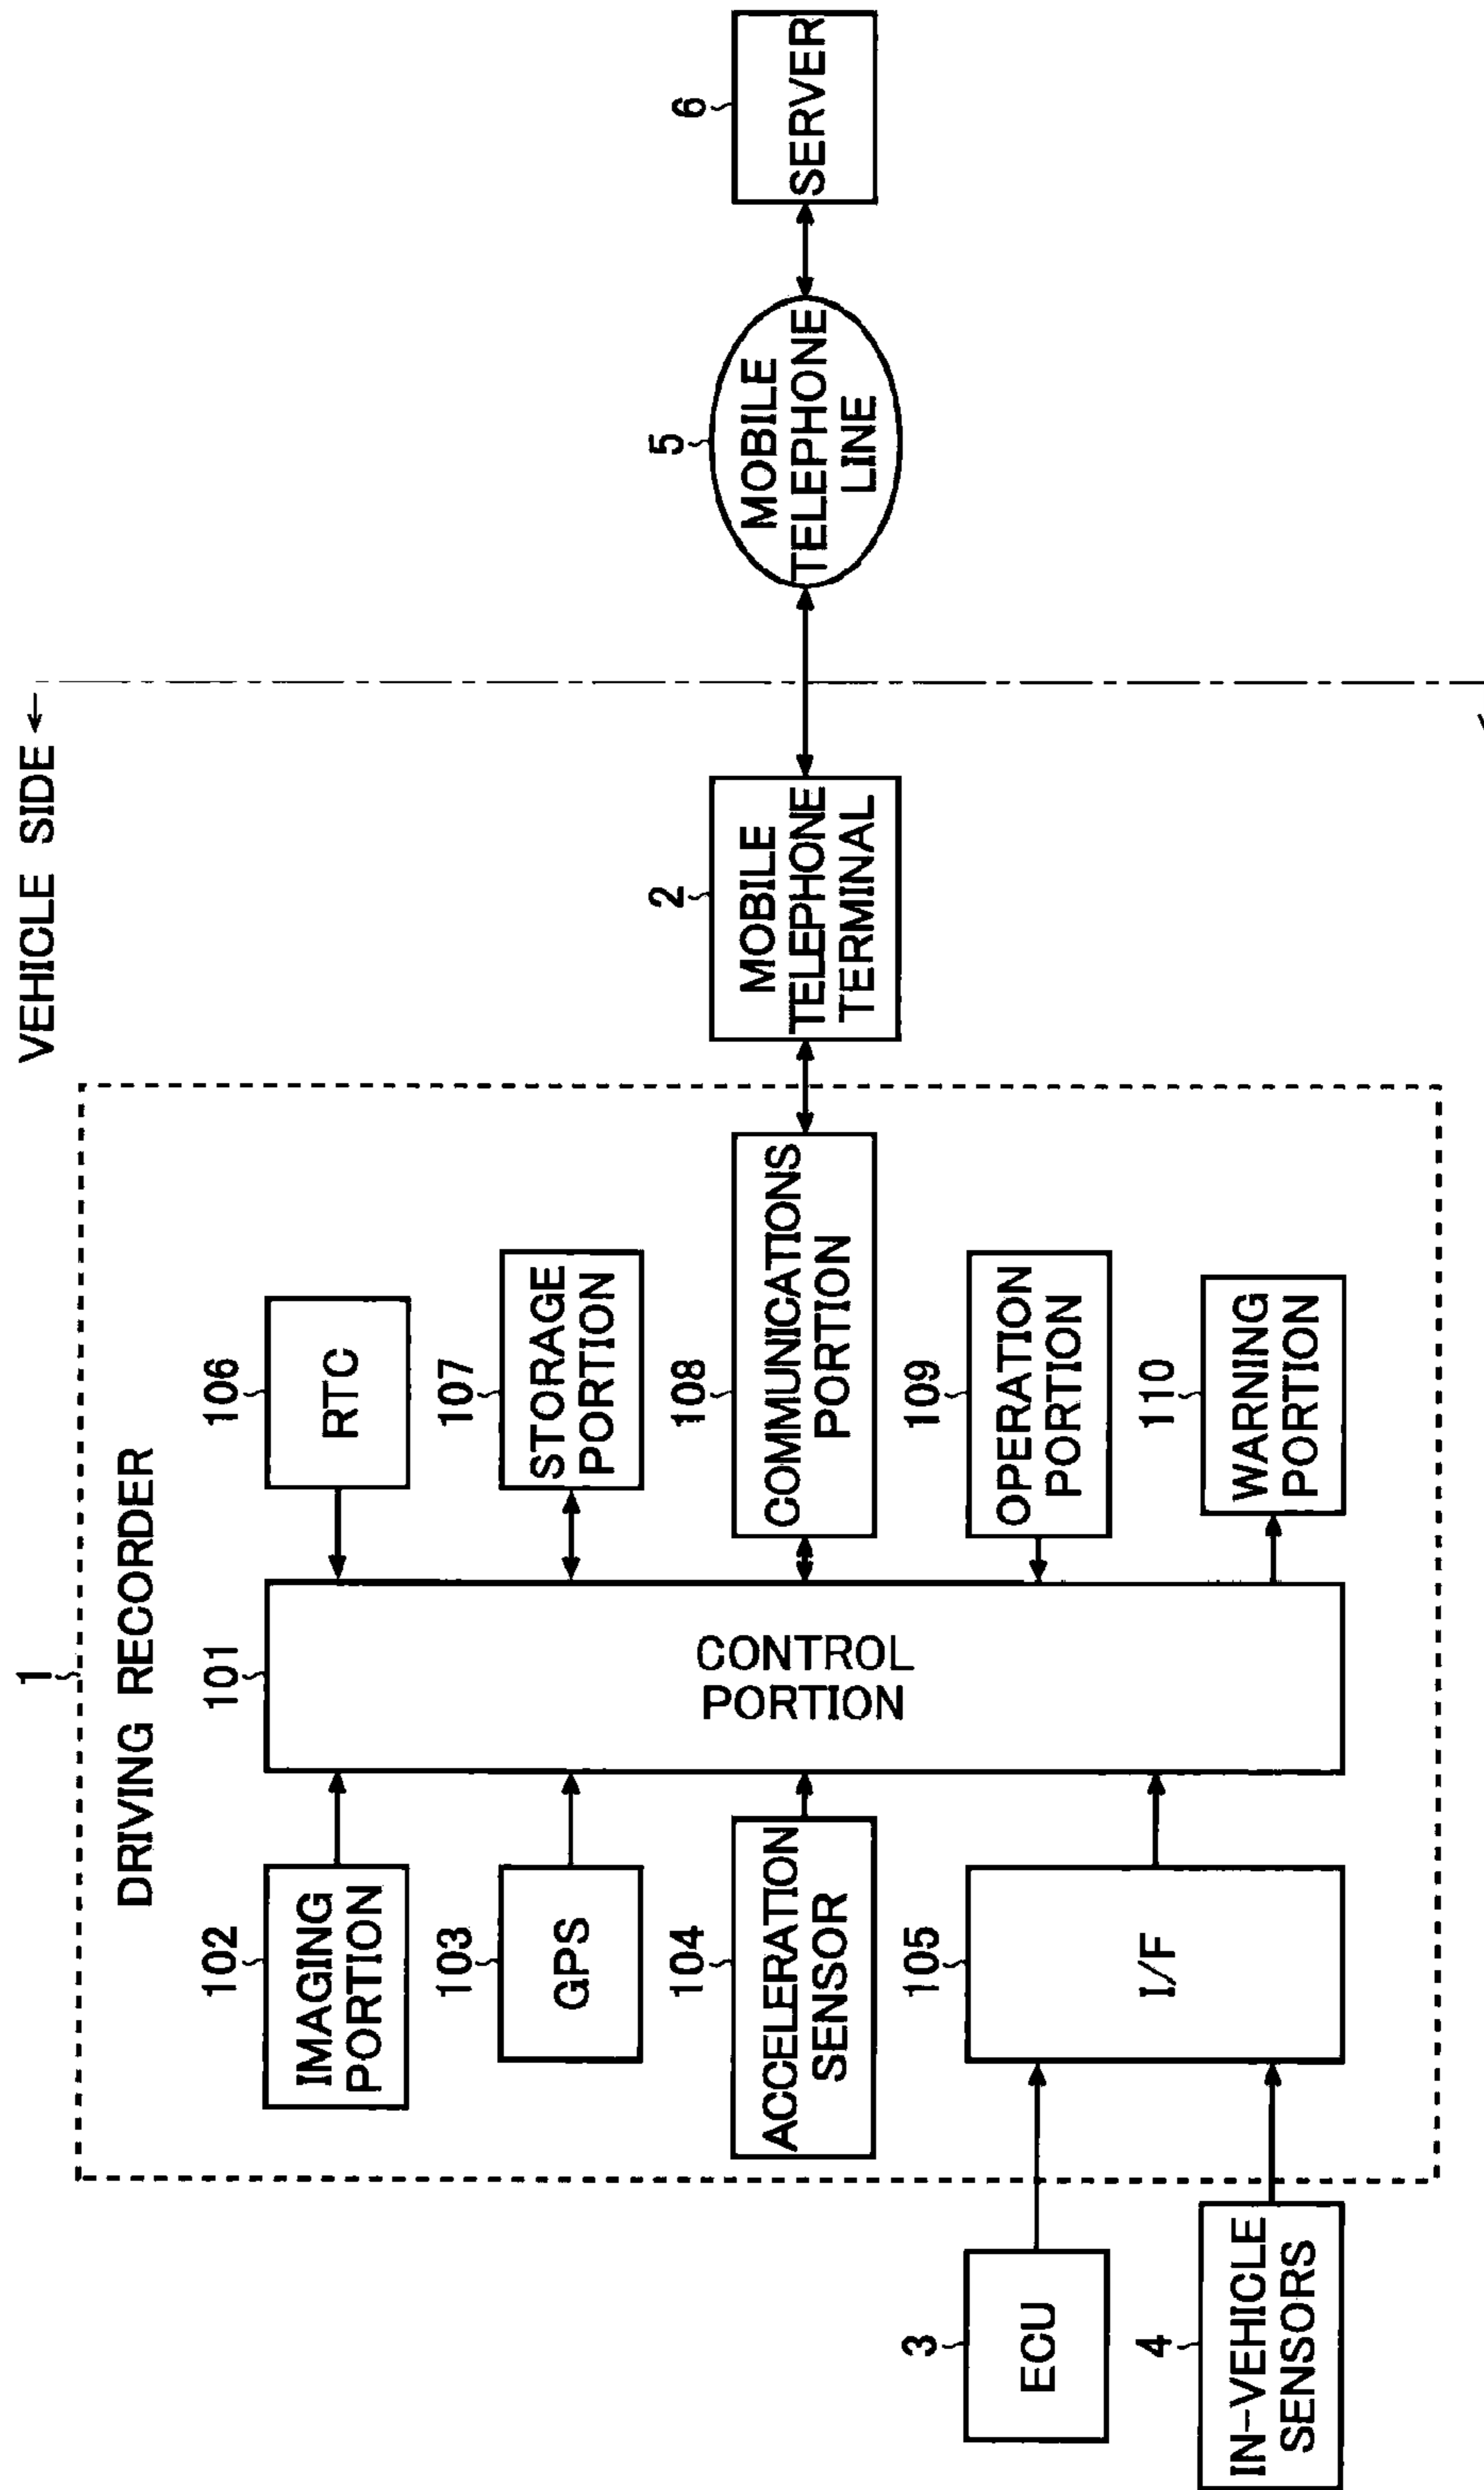 VEHICLE SIDE
1
DRIVING RECORDER
102
IMAGING
PORTION
103
GPS
104
ACCELERATION
SENSOR
105
I/F
3
ECU
4
IN-VEHICLE
SENSORS
101
CONTROL
PORTION
106
RTC
107
STORAGE
PORTION
108
COMMUNICATIONS
PORTION
109
OPERATION
PORTION
110
WARNING
PORTION
2
MOBILE
TELEPHONE
TERMINAL
5
MOBILE
TELEPHONE
LINE
6
SERVER